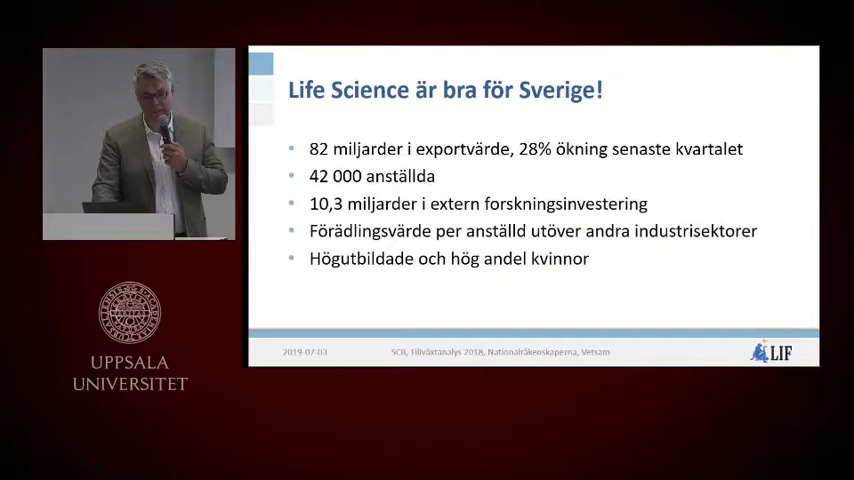 Life Science är bra för Sverige!
• 82 miljarder i exportvärde, 28% ökning senaste kvartalet
• 42 000 anställda
• 10,3 miljarder i extern forskningsinvestering
• Förädlingsvärde per anställd utöver andra industrisektorer
• Högutbildade och hög andel kvinnor
2019-07-03
SCB, Tillväxtanalys 2018, Nationalräkenskaperna, Vetsam
LIF
UPPSALA
UNIVERSITET